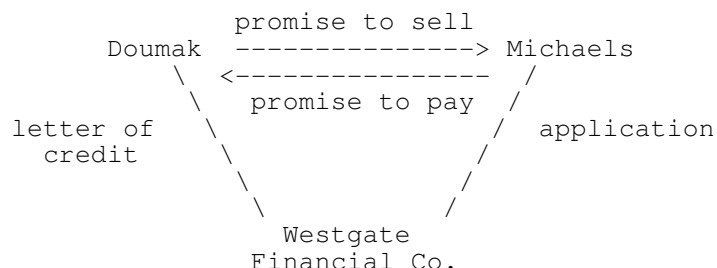 promise to sell
Doumak ---------------> Michaels
<---------------
promise to pay
letter of
credit
application
Westgate
Financial Co.